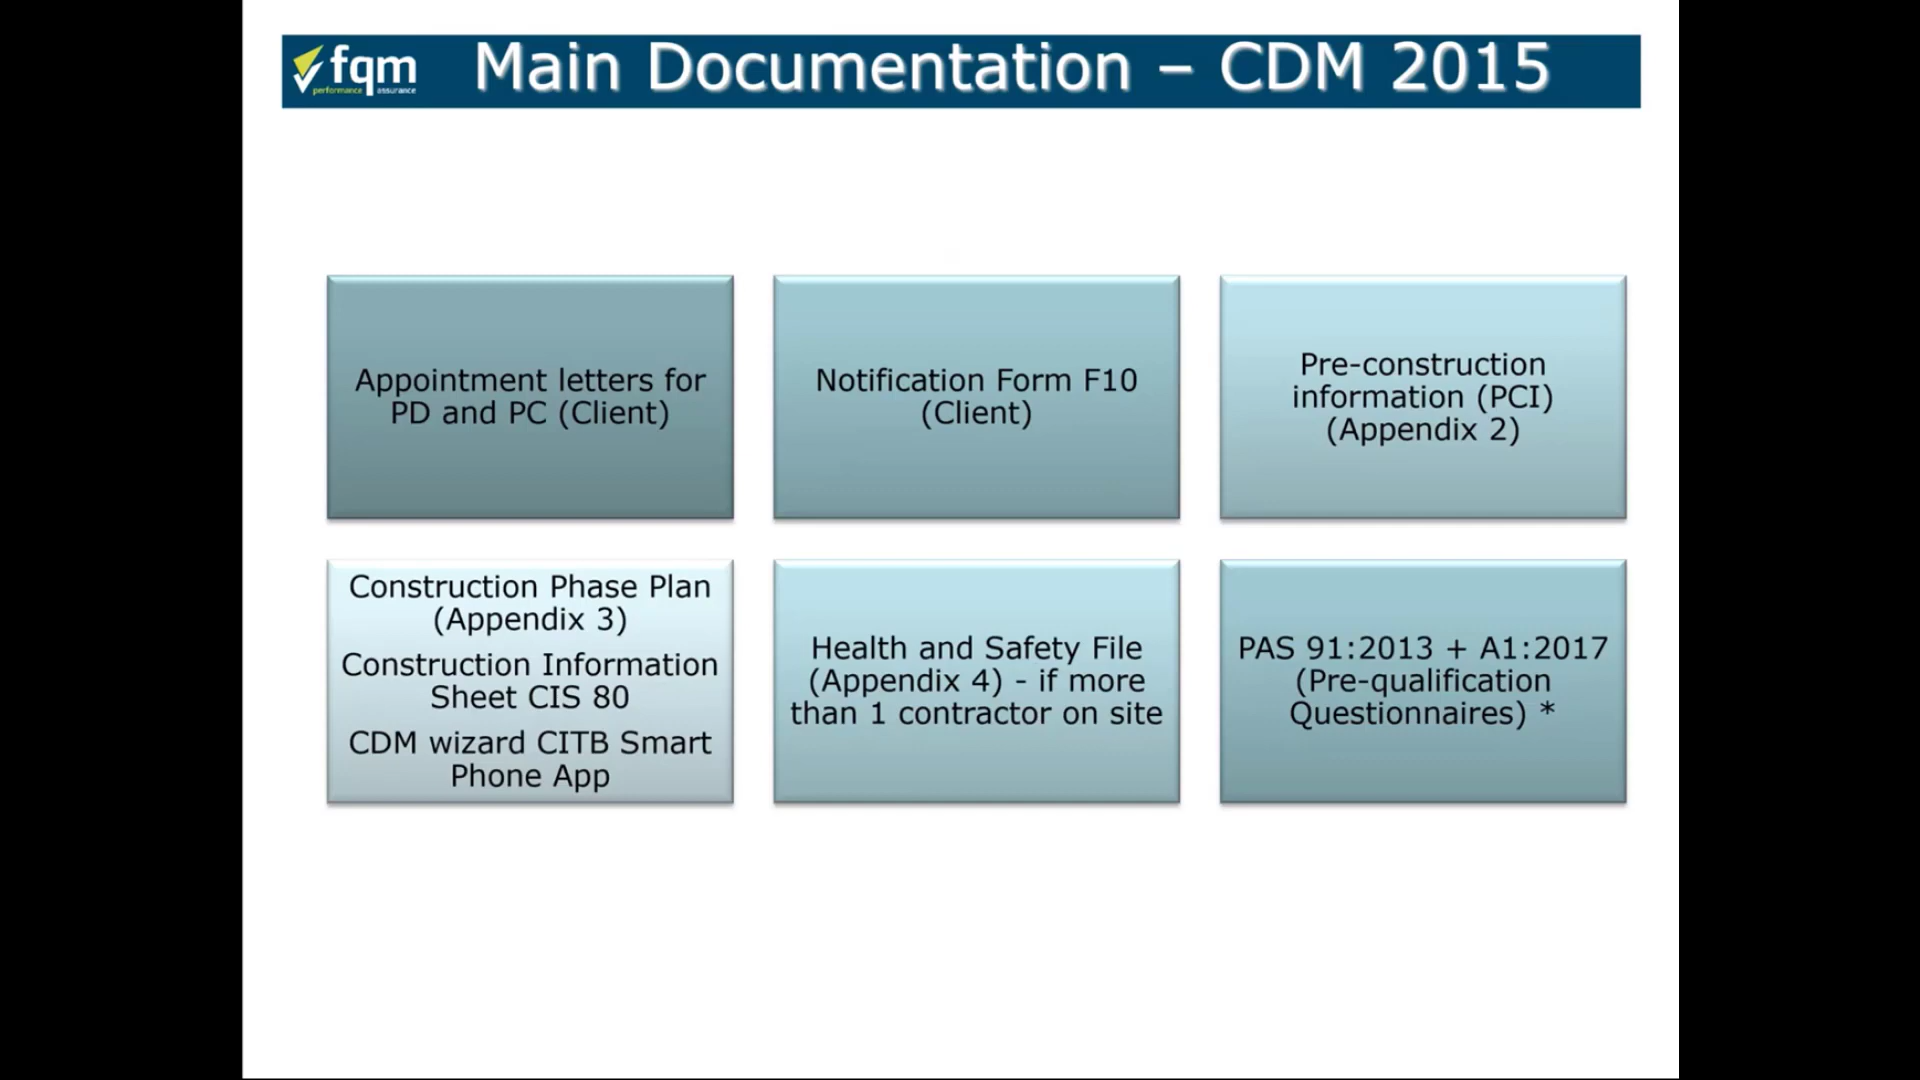 fqm
performance assurance
Main Documentation – CDM 2015
Appointment letters for
PD and PC (Client)
Notification Form F10
(Client)
Pre-construction
information (PCI)
(Appendix 2)
Construction Phase Plan
(Appendix 3)
Construction Information
Sheet CIS 80
CDM wizard CITB Smart
Phone App
Health and Safety File
(Appendix 4) - if more
than 1 contractor on site
PAS 91:2013 + A1:2017
(Pre-qualification
Questionnaires) *